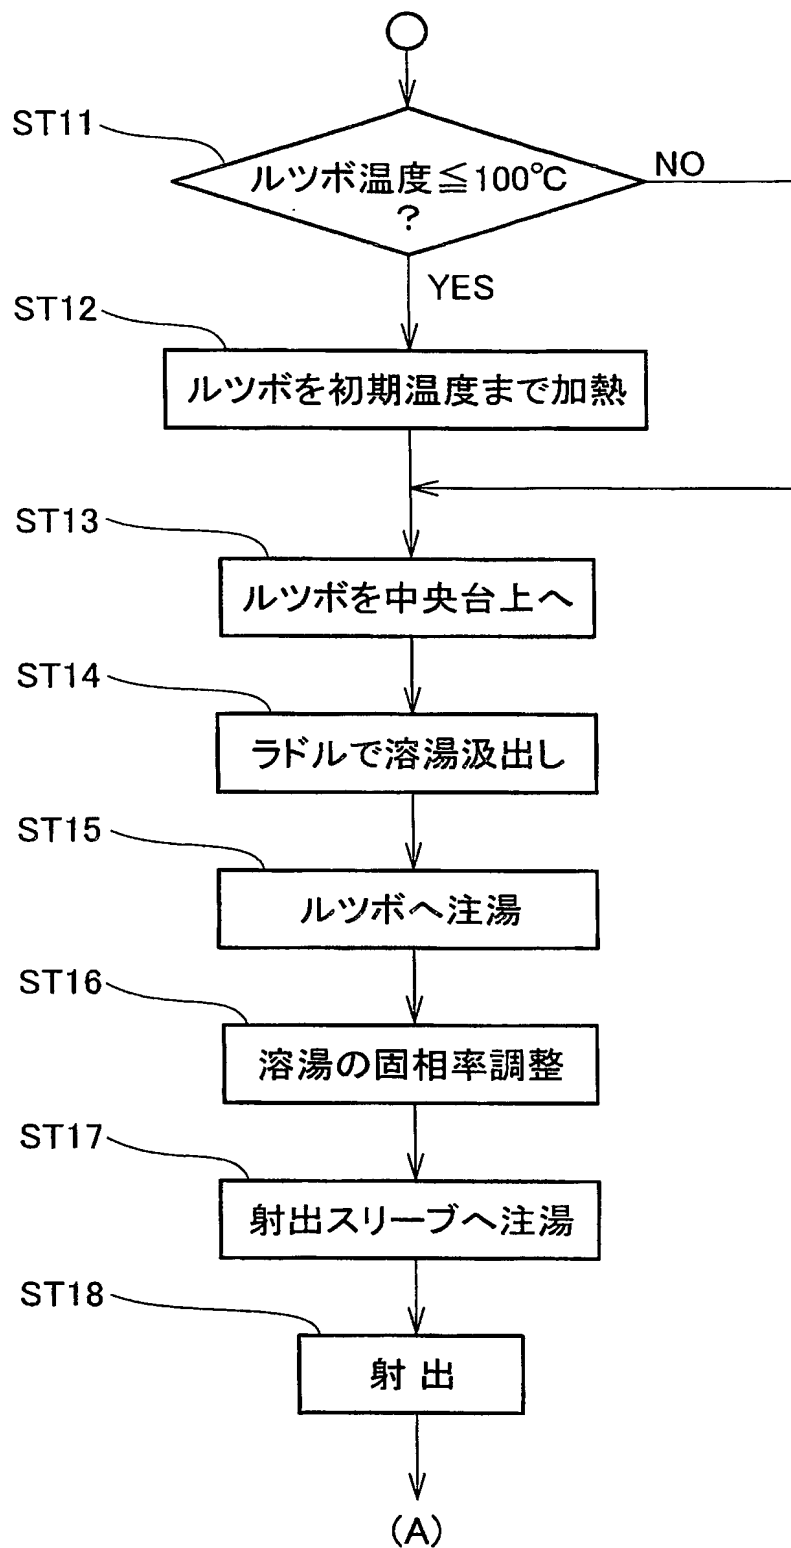 ST11
ルツボ温度≦100℃
?
NO
YES
ST12
ルツボを初期温度まで加熱
ST13
ルツボを中央台上へ
ST14
ラドルで溶湯汲出し
ST15
ルツボへ注湯
ST16
溶湯の固相率調整
ST17
射出スリーブへ注湯
ST18
射 出
(A)